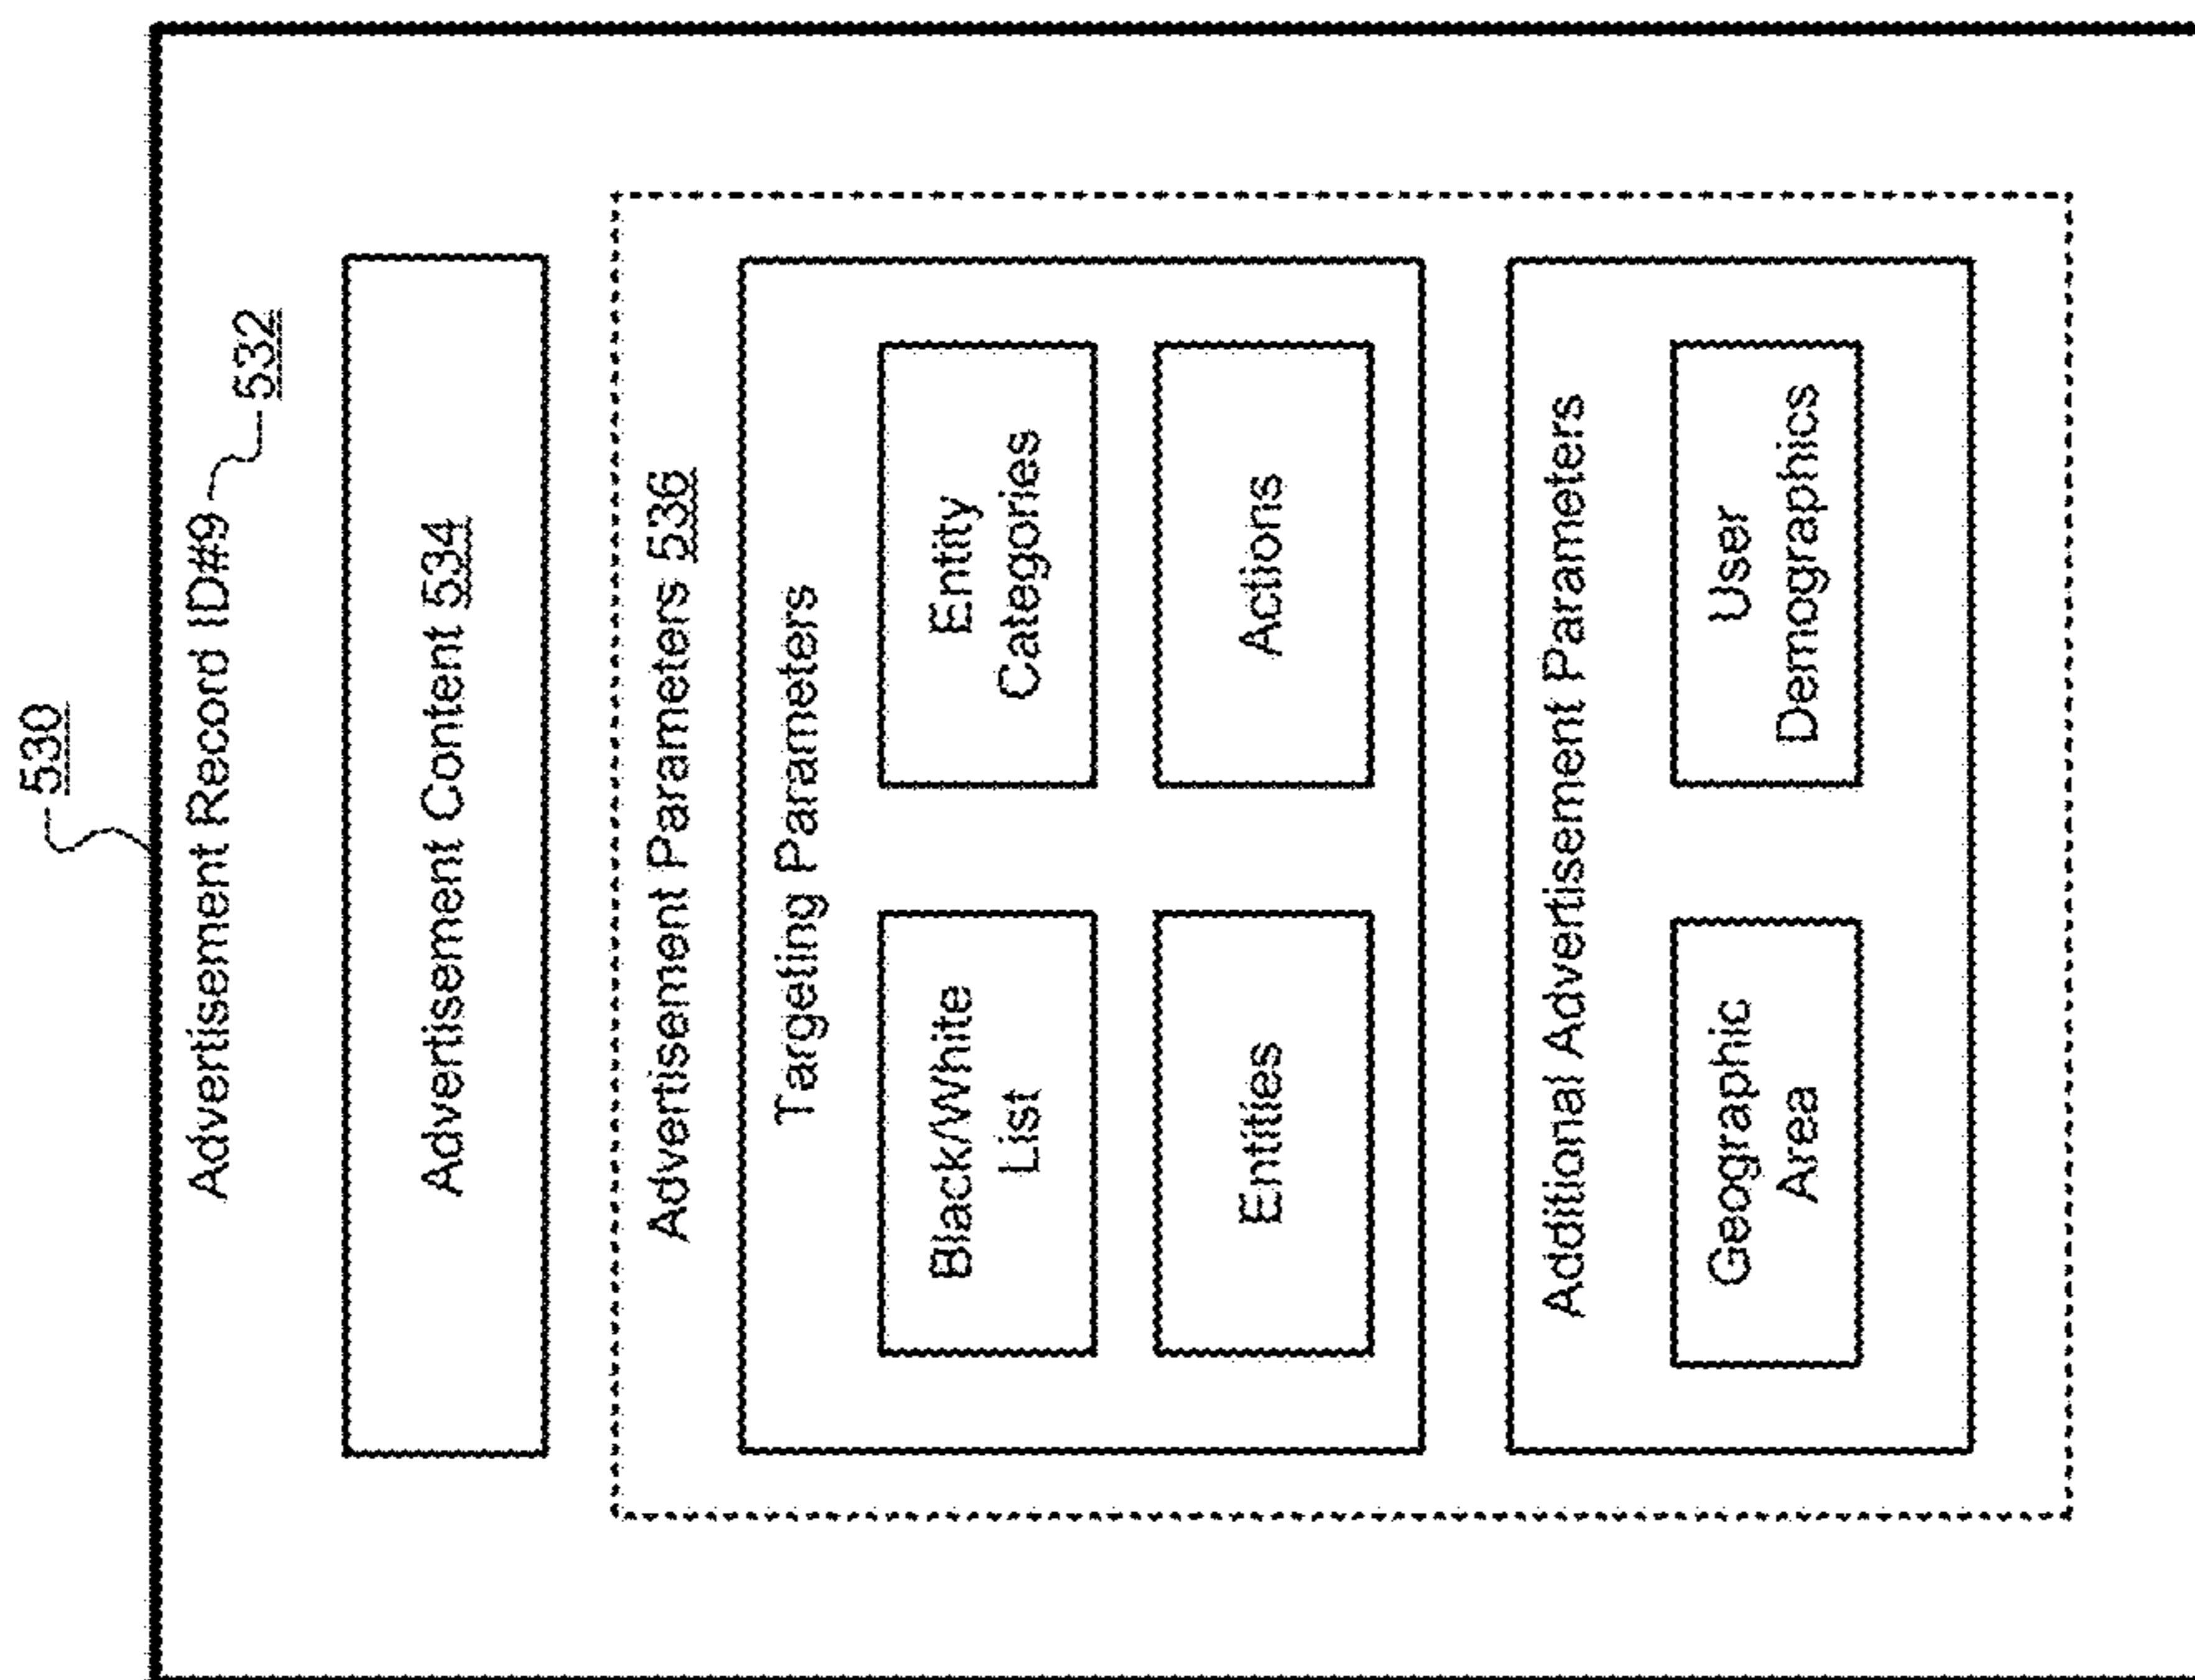 530
Advertisement Record ID#9
532
Advertisement Content 534
Advertisement Parameters 536
Targeting Parameters
Black/White
List
Entity
Categories
Entities
Actions
Additional Advertisement Parameters
Geographic
Area
User
Demographics